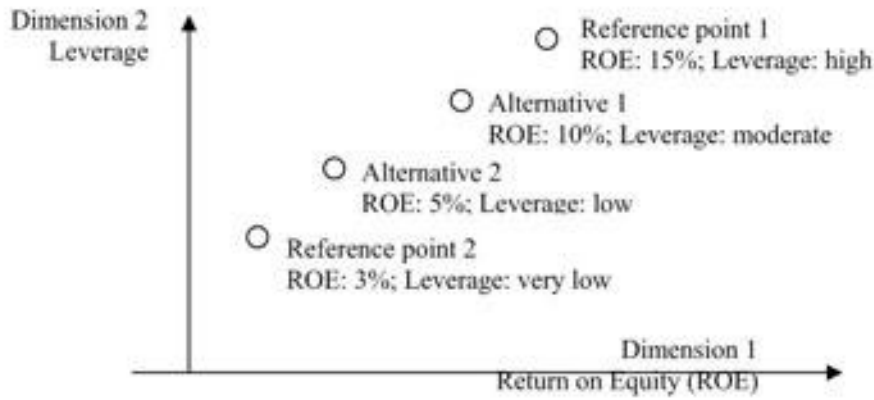 Dimension 2
Leverage
Reference point 1
ROE: 15%; Leverage: high
Alternative 1
ROE: 10%; Leverage: moderate
Alternative 2
ROE: 5%; Leverage: low
Reference point 2
ROE: 3%; Leverage: very low
Dimension 1
Return on Equity (ROE)